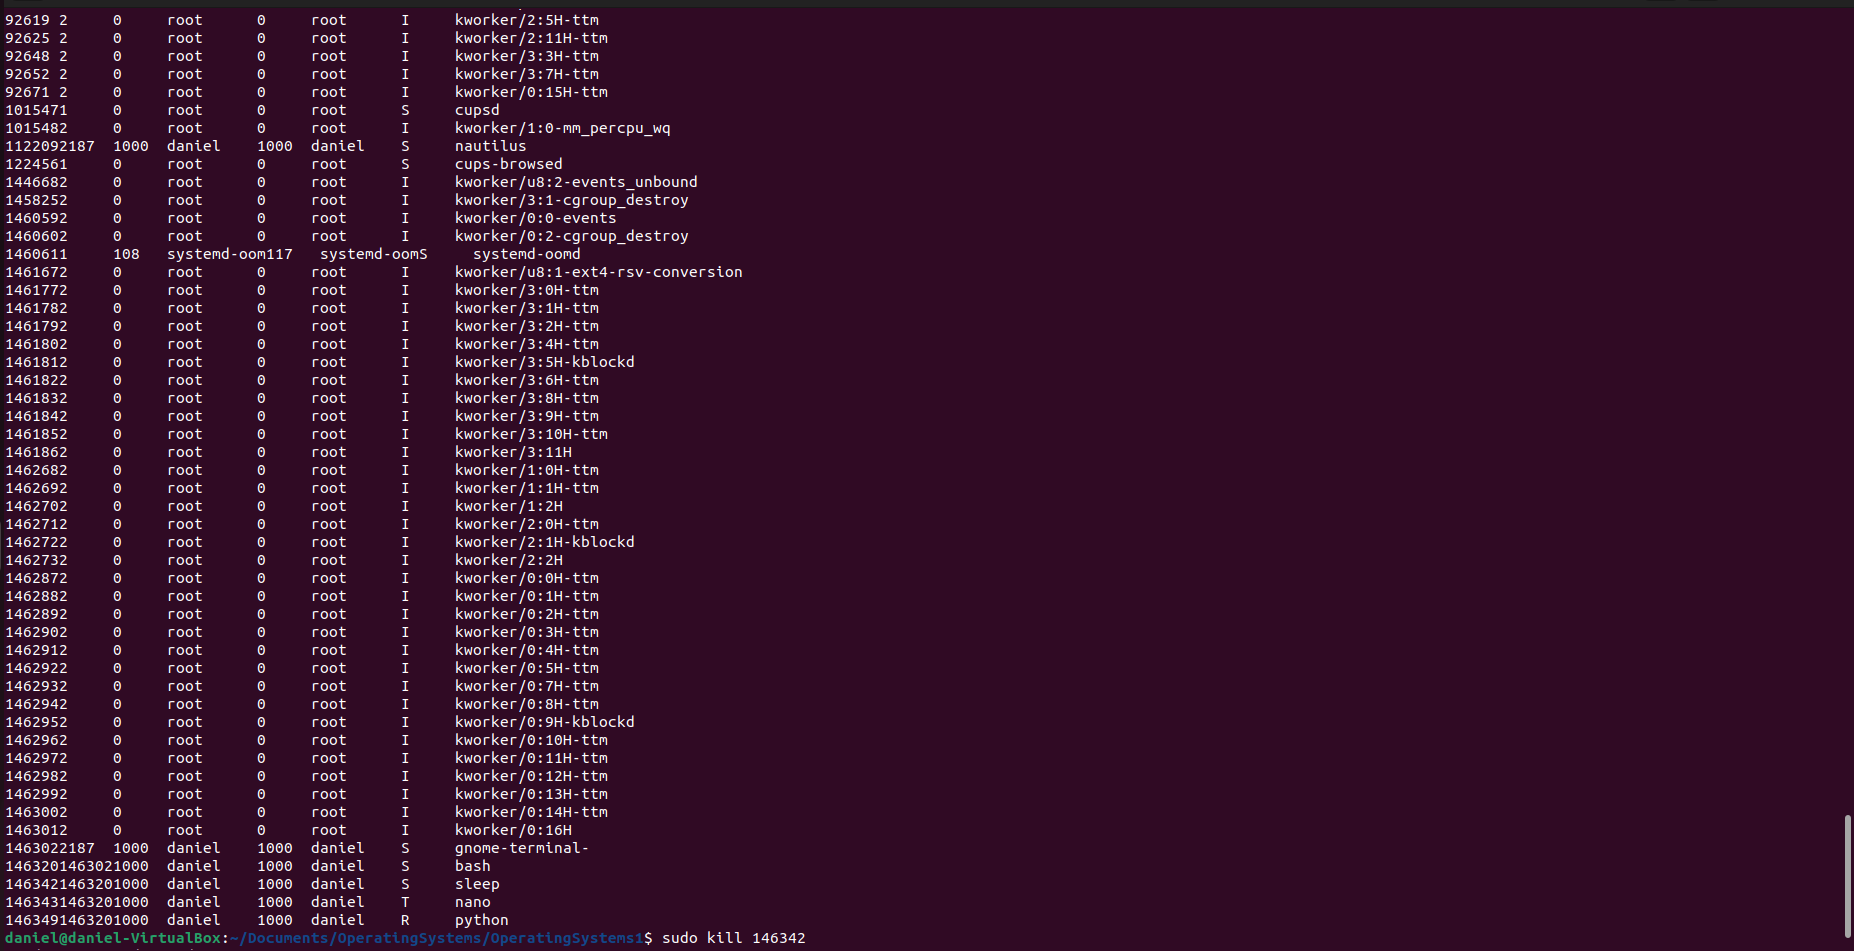 92619 2     0     root      0     root      I     kworker/2:5H-ttm
92625 2     0     root      0     root      I     kworker/2:11H-ttm
92648 2     0     root      0     root      I     kworker/3:3H-ttm
92652 2     0     root      0     root      I     kworker/3:7H-ttm
92671 2     0     root      0     root      I     kworker/0:15H-ttm
1015471     0     root      0     root      S     cupsd
1015482     0     root      0     root      I     kworker/1:0-mm_percpu_wq
1122092187  1000  daniel    1000  daniel    S     nautilus
1224561     0     root      0     root      S     cups-browsed
1446682     0     root      0     root      I     kworker/u8:2-events_unbound
1458252     0     root      0     root      I     kworker/3:1-cgroup_destroy
1460592     0     root      0     root      I     kworker/0:0-events
1460602     0     root      0     root      I     kworker/0:2-cgroup_destroy
1460611     108   systemd-oom117   systemd-oomS     systemd-oomd
1461672     0     root      0     root      I     kworker/u8:1-ext4-rsv-conversion
1461772     0     root      0     root      I     kworker/3:0H-ttm
1461782     0     root      0     root      I     kworker/3:1H-ttm
1461792     0     root      0     root      I     kworker/3:2H-ttm
1461802     0     root      0     root      I     kworker/3:4H-ttm
1461812     0     root      0     root      I     kworker/3:5H-kblockd
1461822     0     root      0     root      I     kworker/3:6H-ttm
1461832     0     root      0     root      I     kworker/3:8H-ttm
1461842     0     root      0     root      I     kworker/3:9H-ttm
1461852     0     root      0     root      I     kworker/3:10H-ttm
1461862     0     root      0     root      I     kworker/3:11H
1462682     0     root      0     root      I     kworker/1:0H-ttm
1462692     0     root      0     root      I     kworker/1:1H-ttm
1462702     0     root      0     root      I     kworker/1:2H
1462712     0     root      0     root      I     kworker/2:0H-ttm
1462722     0     root      0     root      I     kworker/2:1H-kblockd
1462732     0     root      0     root      I     kworker/2:2H
1462872     0     root      0     root      I     kworker/0:0H-ttm
1462882     0     root      0     root      I     kworker/0:1H-ttm
1462892     0     root      0     root      I     kworker/0:2H-ttm
1462902     0     root      0     root      I     kworker/0:3H-ttm
1462912     0     root      0     root      I     kworker/0:4H-ttm
1462922     0     root      0     root      I     kworker/0:5H-ttm
1462932     0     root      0     root      I     kworker/0:7H-ttm
1462942     0     root      0     root      I     kworker/0:8H-ttm
1462952     0     root      0     root      I     kworker/0:9H-kblockd
1462962     0     root      0     root      I     kworker/0:10H-ttm
1462972     0     root      0     root      I     kworker/0:11H-ttm
1462982     0     root      0     root      I     kworker/0:12H-ttm
1462992     0     root      0     root      I     kworker/0:13H-ttm
1463002     0     root      0     root      I     kworker/0:14H-ttm
1463012     0     root      0     root      I     kworker/0:16H
1463022187  1000  daniel    1000  daniel    S     gnome-terminal-
1463201463021000  daniel    1000  daniel    S     bash
1463421463201000  daniel    1000  daniel    S     sleep
1463431463201000  daniel    1000  daniel    T     nano
1463491463201000  daniel    1000  daniel    R     python
daniel@daniel-VirtualBox:~/Documents/OperatingSystems/OperatingSystems1$ sudo kill 146342